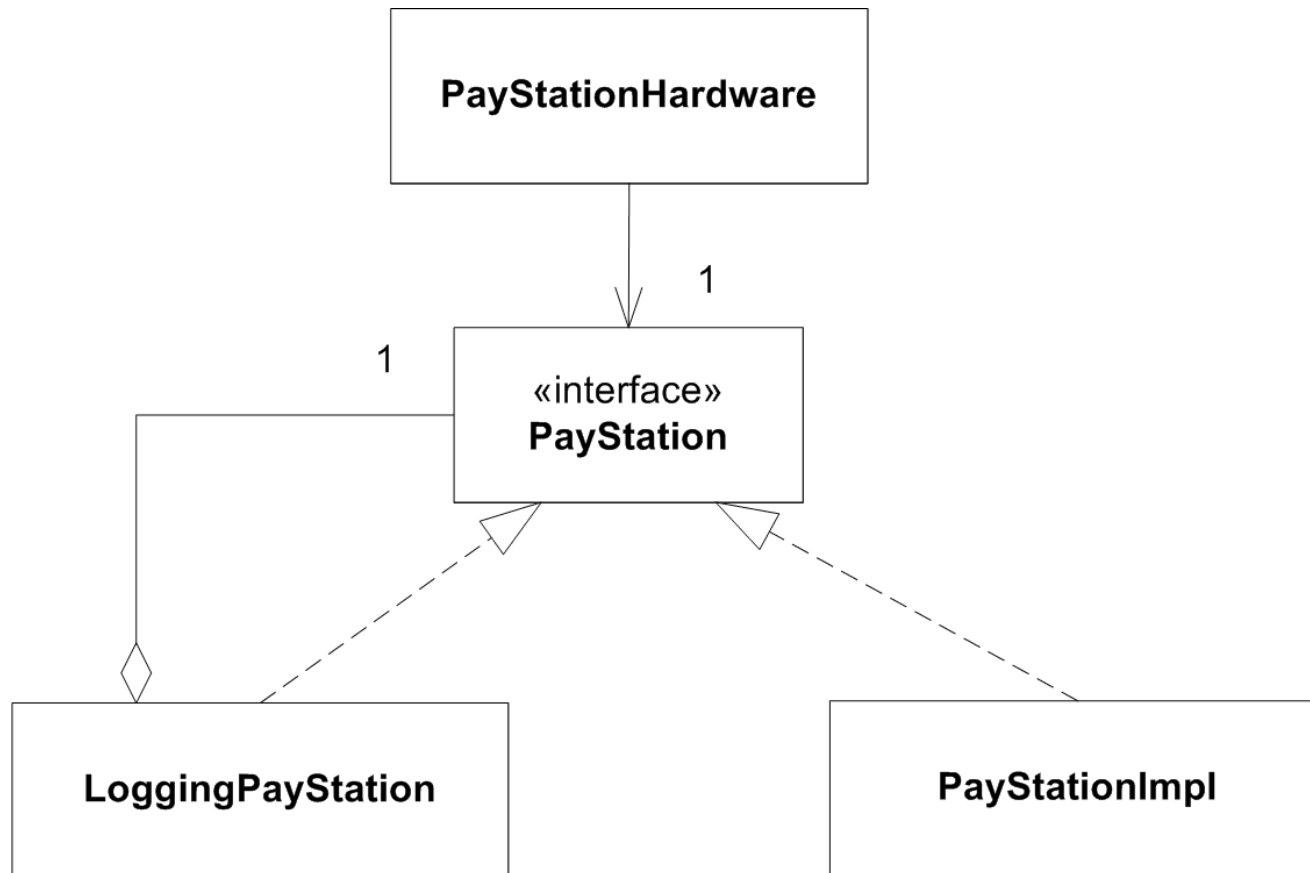 PayStationHardware
1
1
«interface»
PayStation
LoggingPayStation
PayStationImpl